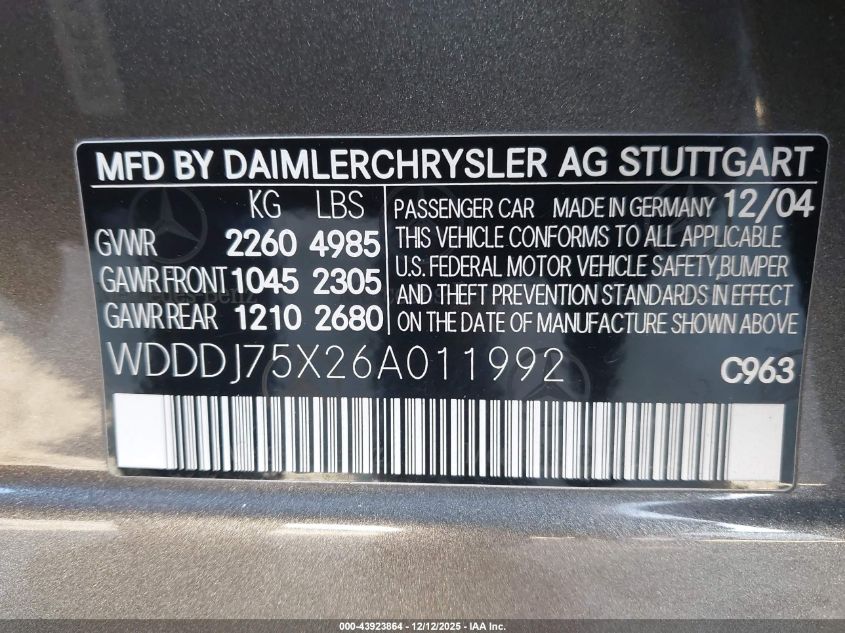 MFD BY DAIMLERCHRYSLER AG STUTTGART
KG LBS
GVWR 2260 4985
GAWR FRONT 1045 2305
GAWR REAR 1210 2680
PASSENGER CAR MADE IN GERMANY 12/04
THIS VEHICLE CONFORMS TO ALL APPLICABLE
U.S. FEDERAL MOTOR VEHICLE SAFETY,BUMPER
AND THEFT PREVENTION STANDARDS IN EFFECT
ON THE DATE OF MANUFACTURE SHOWN ABOVE
WDDDJ75X26A011992
C963
000-43923864 - 12/12/2025 - IAA Inc.